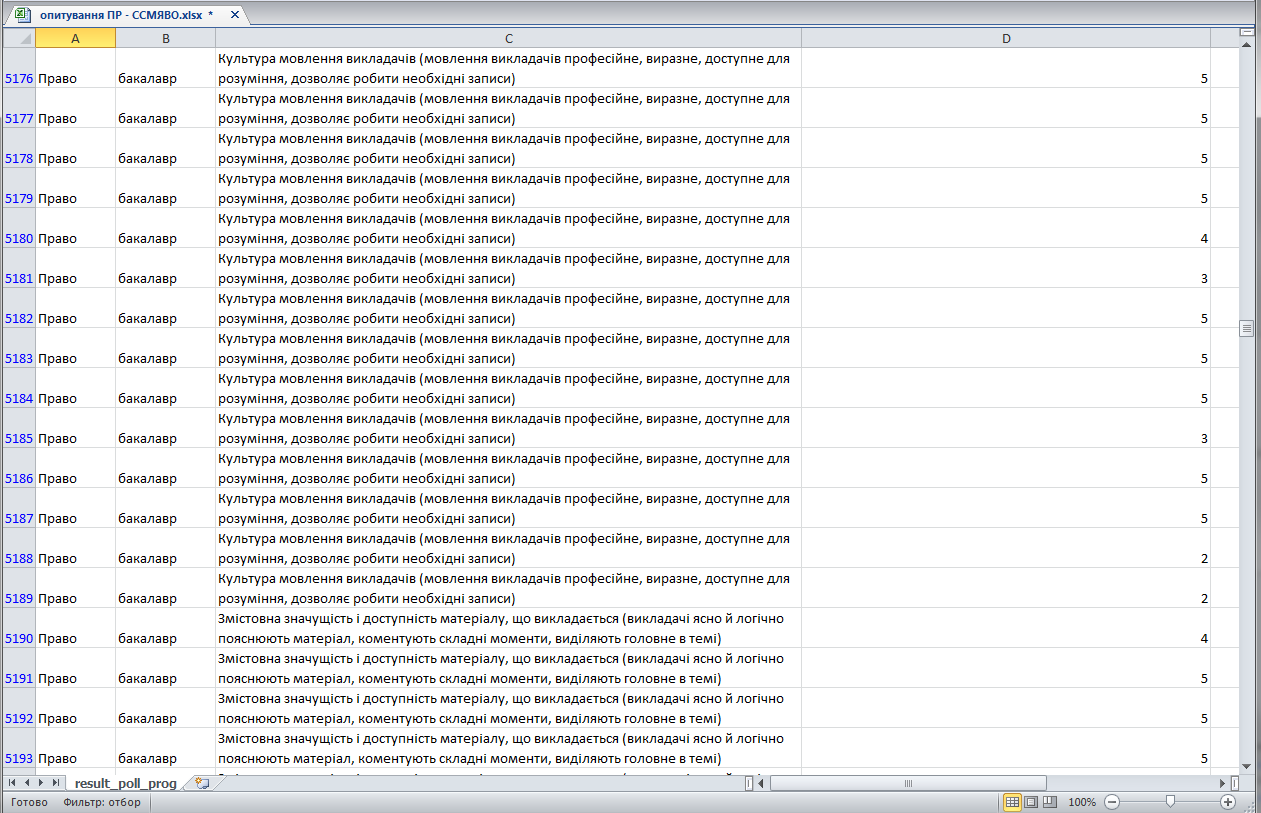 опитування ПР - ССМЯВО.xlsx *
A B C D
Культура мовлення викладачів (мовлення викладачів професійне, виразне, доступне для
5176 Право бакалавр розуміння, дозволяє робити необхідні записи) 5
Культура мовлення викладачів (мовлення викладачів професійне, виразне, доступне для
5177 Право бакалавр розуміння, дозволяє робити необхідні записи) 5
Культура мовлення викладачів (мовлення викладачів професійне, виразне, доступне для
5178 Право бакалавр розуміння, дозволяє робити необхідні записи) 5
Культура мовлення викладачів (мовлення викладачів професійне, виразне, доступне для
5179 Право бакалавр розуміння, дозволяє робити необхідні записи) 5
Культура мовлення викладачів (мовлення викладачів професійне, виразне, доступне для
5180 Право бакалавр розуміння, дозволяє робити необхідні записи) 4
Культура мовлення викладачів (мовлення викладачів професійне, виразне, доступне для
5181 Право бакалавр розуміння, дозволяє робити необхідні записи) 3
Культура мовлення викладачів (мовлення викладачів професійне, виразне, доступне для
5182 Право бакалавр розуміння, дозволяє робити необхідні записи) 5
Культура мовлення викладачів (мовлення викладачів професійне, виразне, доступне для
5183 Право бакалавр розуміння, дозволяє робити необхідні записи) 5
Культура мовлення викладачів (мовлення викладачів професійне, виразне, доступне для
5184 Право бакалавр розуміння, дозволяє робити необхідні записи) 5
Культура мовлення викладачів (мовлення викладачів професійне, виразне, доступне для
5185 Право бакалавр розуміння, дозволяє робити необхідні записи) 3
Культура мовлення викладачів (мовлення викладачів професійне, виразне, доступне для
5186 Право бакалавр розуміння, дозволяє робити необхідні записи) 5
Культура мовлення викладачів (мовлення викладачів професійне, виразне, доступне для
5187 Право бакалавр розуміння, дозволяє робити необхідні записи) 5
Культура мовлення викладачів (мовлення викладачів професійне, виразне, доступне для
5188 Право бакалавр розуміння, дозволяє робити необхідні записи) 2
Культура мовлення викладачів (мовлення викладачів професійне, виразне, доступне для
5189 Право бакалавр розуміння, дозволяє робити необхідні записи) 2
Змістовна значущість і доступність матеріалу, що викладається (викладачі ясно й логічно
5190 Право бакалавр пояснюють матеріал, коментують складні моменти, виділяють головне в темі) 4
Змістовна значущість і доступність матеріалу, що викладається (викладачі ясно й логічно
5191 Право бакалавр пояснюють матеріал, коментують складні моменти, виділяють головне в темі) 5
Змістовна значущість і доступність матеріалу, що викладається (викладачі ясно й логічно
5192 Право бакалавр пояснюють матеріал, коментують складні моменти, виділяють головне в темі) 5
Змістовна значущість і доступність матеріалу, що викладається (викладачі ясно й логічно
5193 Право бакалавр пояснюють матеріал, коментують складні моменти, виділяють головне в темі) 5
result_poll_prog
Готово Фильтр: отбор 100%